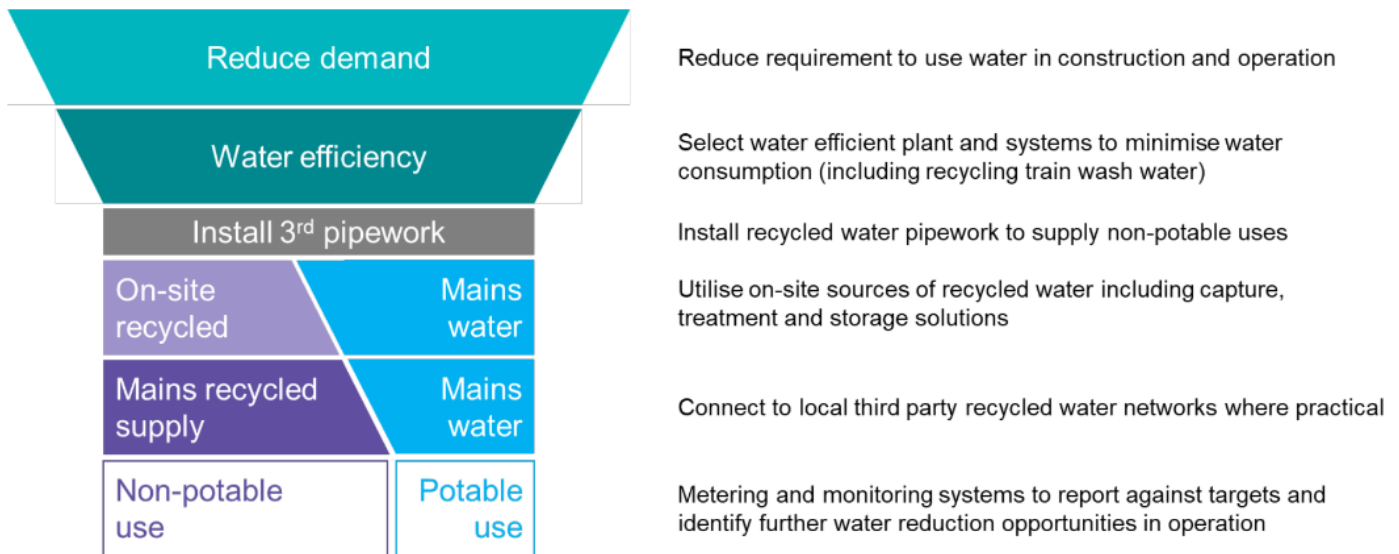 Reduce demand
Reduce requirement to use water in construction and operation
Water efficiency
Select water efficient plant and systems to minimise water
consumption (including recycling train wash water)
Install 3rd pipework
Install recycled water pipework to supply non-potable uses
On-site
recycled
Mains
water
Utilise on-site sources of recycled water including capture,
treatment and storage solutions
Mains recycled
supply
Mains
water
Connect to local third party recycled water networks where practical
Non-potable
use
Potable
use
Metering and monitoring systems to report against targets and
identify further water reduction opportunities in operation